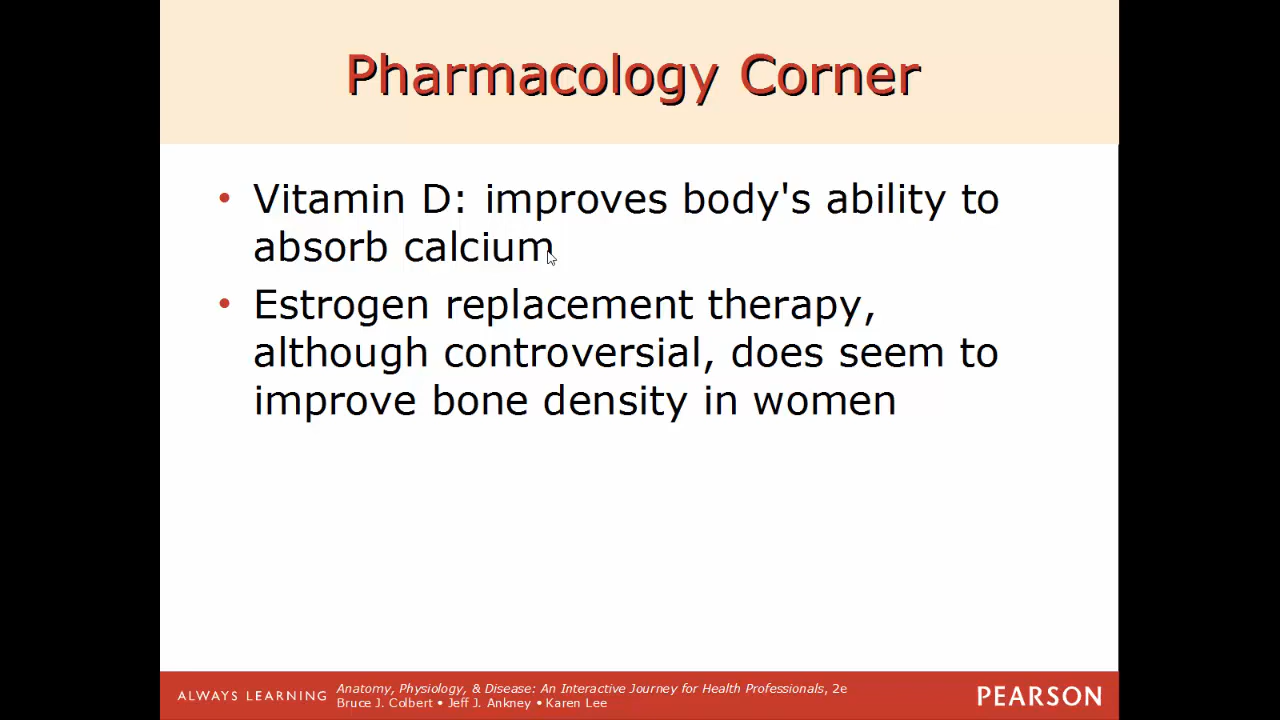 Pharmacology Corner
• Vitamin D: improves body's ability to
absorb calcium
• Estrogen replacement therapy,
although controversial, does seem to
improve bone density in women
ALWAYS LEARNING
Anatomy, Physiology, & Disease: An Interactive Journey for Health Professionals, 2e
Bruce J. Colbert • Jeff J. Ankney • Karen Lee
PEARSON